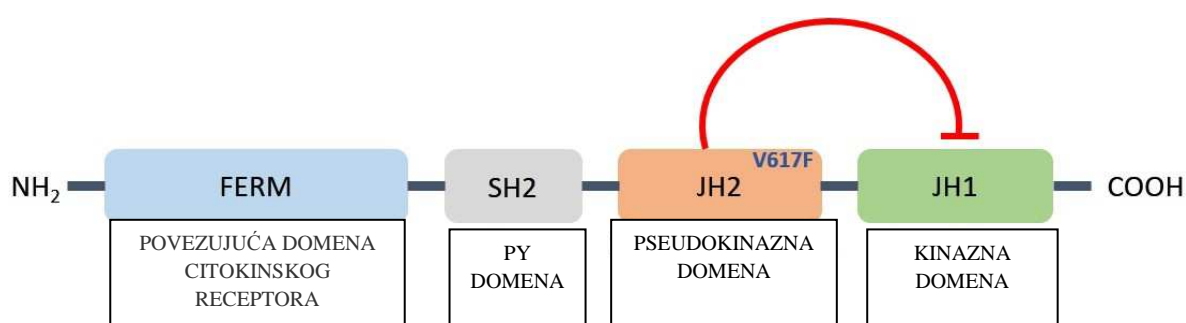 V617F
NH2
FERM
SH2
JH2
JH1
COOH
POVEZUJUĆA DOMENA
CITOKINSKOG
RECEPTORA
PY
DOMENA
PSEUDOKINAZNA
DOMENA
KINAZNA
DOMENA